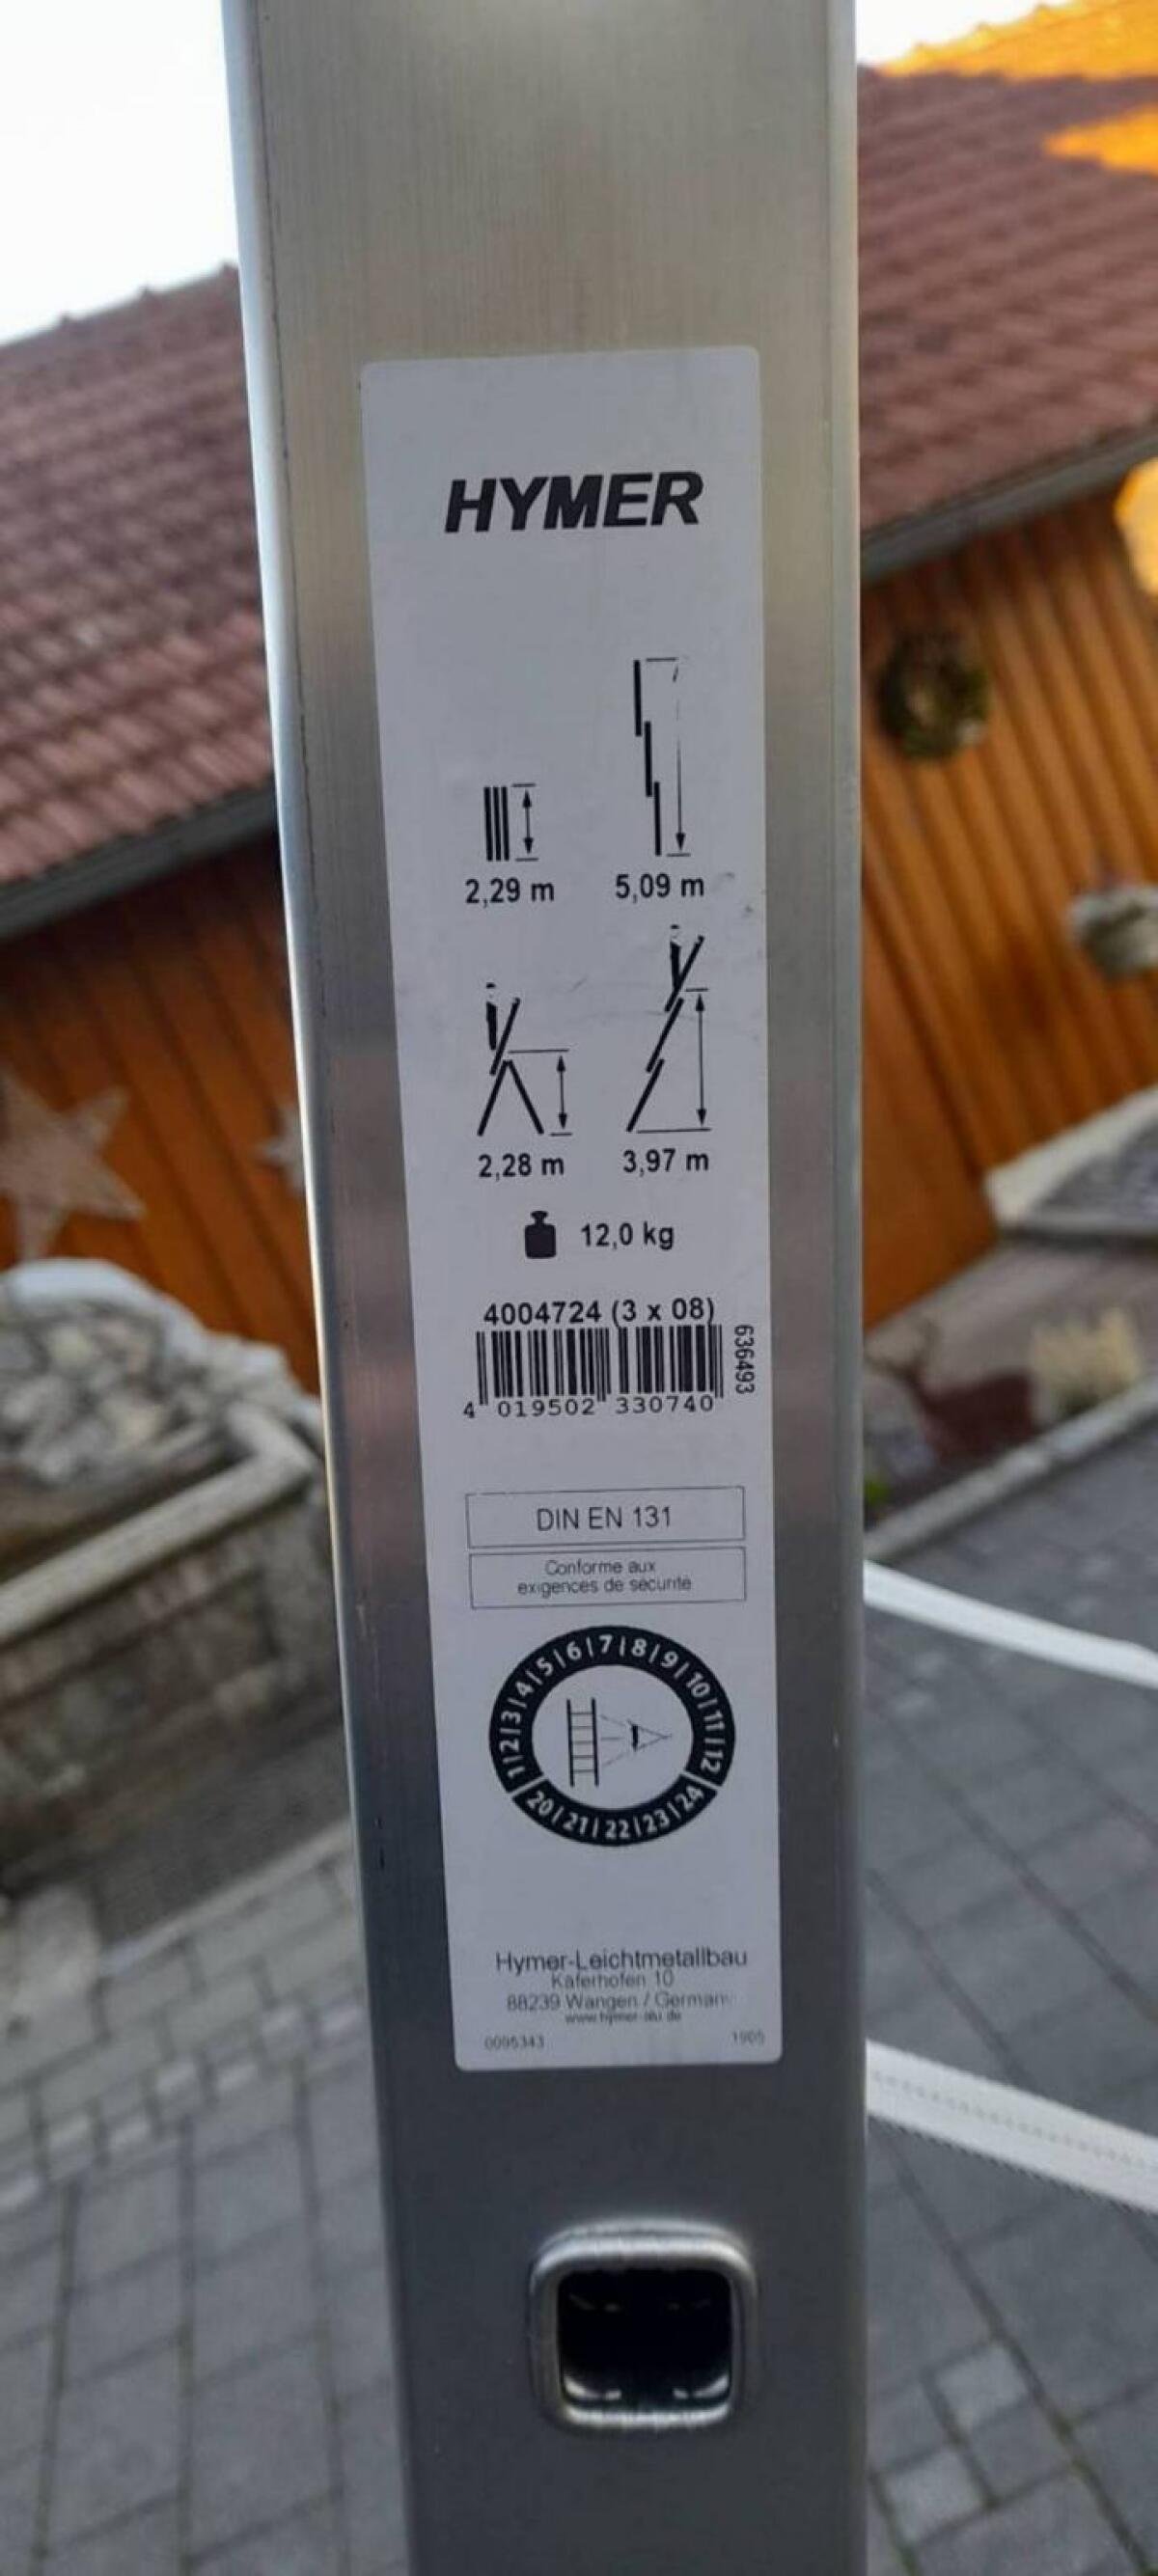 HYMER
2,29 m 5,09 m
2,28 m 3,97 m
12,0 kg
4004724 (3 x 08)
636493
4 019502 330740
DIN EN 131
Conforme aux
exigences de sécurité
1|2|3|4|5|6|7|8|9|10|11|12
20|21|22|23|24
Hymer-Leichtmetallbau
Käferhofen 10
88239 Wangen / Germany
www.hymer-alu.de
0095343 1905